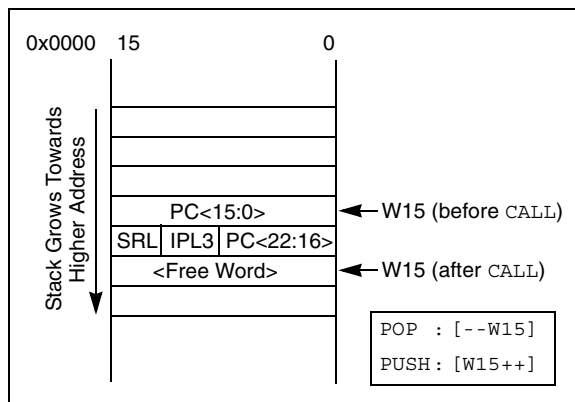 0x0000 15 0
Stack Grows Towards
Higher Address
PC<15:0>
W15 (before CALL)
SRL IPL3 PC<22:16>
<Free Word>
W15 (after CALL)
POP : [--W15]
PUSH: [W15++]